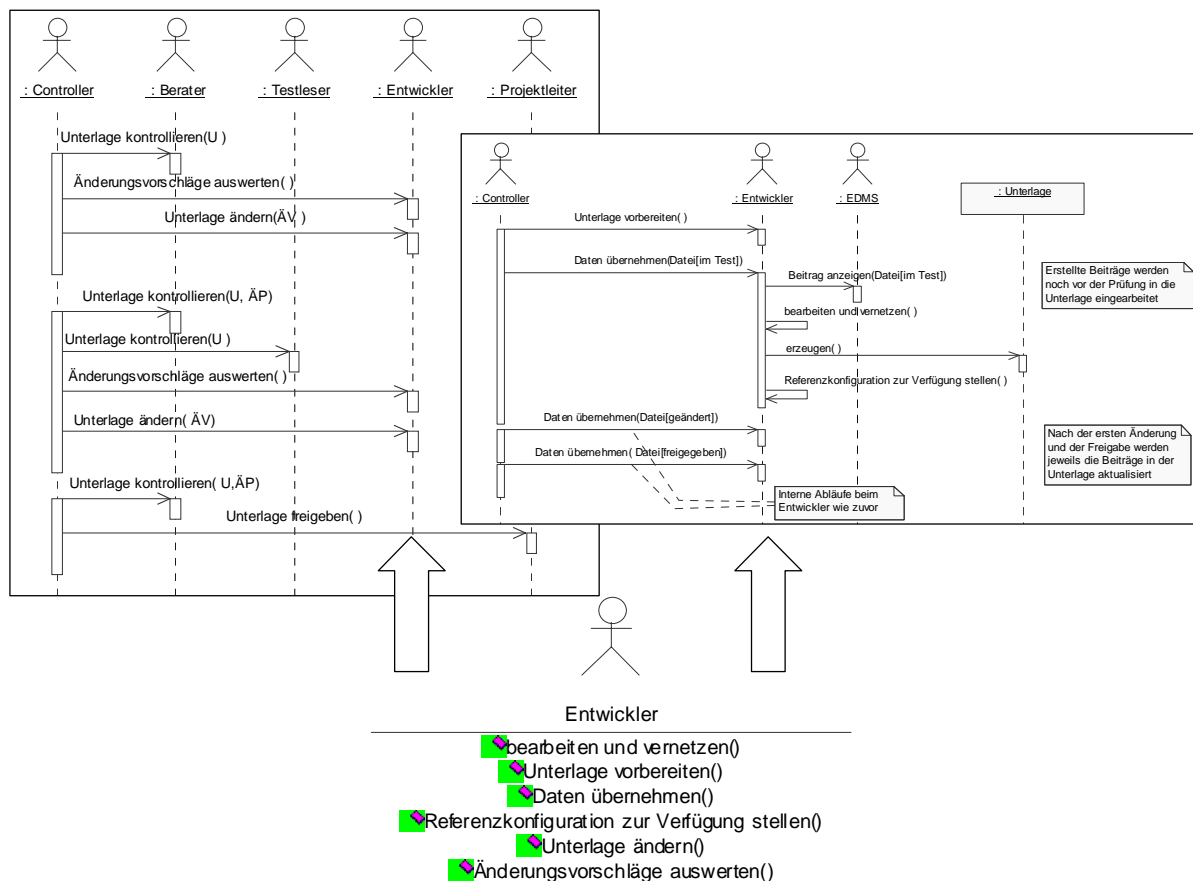 : Controller
: Berater
: Testleser
: Entwickler
: Projektleiter
Unterlage kontrollieren(U )
Änderungsvorschläge auswerten( )
Unterlage ändern(ÄV )
Unterlage kontrollieren(U, ÄP)
Unterlage kontrollieren(U )
Änderungsvorschläge auswerten( )
Unterlage ändern( ÄV)
Unterlage kontrollieren( U,ÄP)
Unterlage freigeben( )
: Controller
: Entwickler
: EDMS
: Unterlage
Unterlage vorbereiten( )
Daten übernehmen(Datei[im Test])
Beitrag anzeigen(Datei[im Test])
bearbeiten und vernetzen( )
erzeugen( )
Referenzkonfiguration zur Verfügung stellen( )
Daten übernehmen(Datei[geändert])
Daten übernehmen( Datei[freigegeben])
Erstellte Beiträge werden
noch vor der Prüfung in die
Unterlage eingearbeitet
Nach der ersten Änderung
und der Freigabe werden
jeweils die Beiträge in der
Unterlage aktualisiert
Interne Abläufe beim
Entwickler wie zuvor
Entwickler
bearbeiten und vernetzen()
Unterlage vorbereiten()
Daten übernehmen()
Referenzkonfiguration zur Verfügung stellen()
Unterlage ändern()
Änderungsvorschläge auswerten()